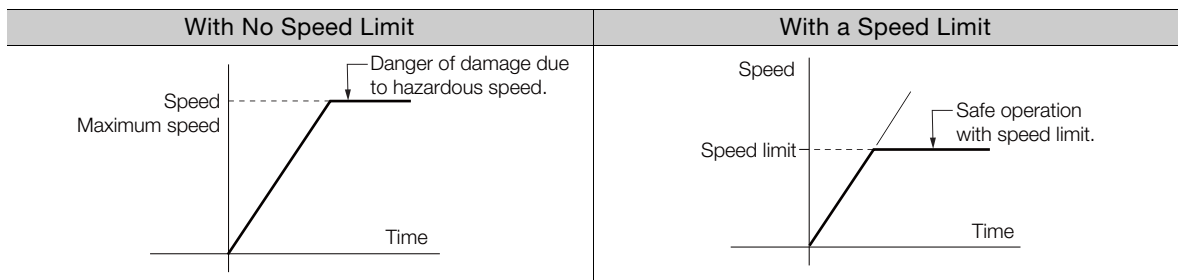 With No Speed Limit
With a Speed Limit
Danger of damage due
to hazardous speed.
Speed
Maximum speed
Time
Speed
Safe operation
with speed limit.
Speed limit
Time